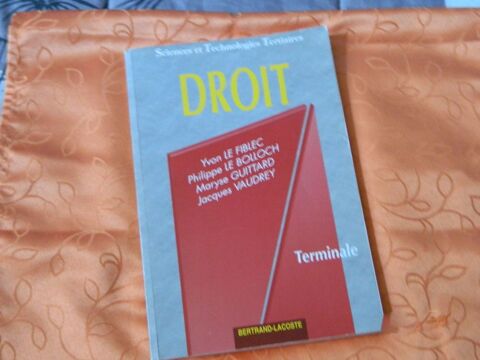 Sciences et Technologies Tertiaires
DROIT
Yvon LE FIBLEC
Philippe LE BOLLOCH
Maryse GUITTARD
Jacques VAUDREY
Terminale
BERTRAND-LACOSTE